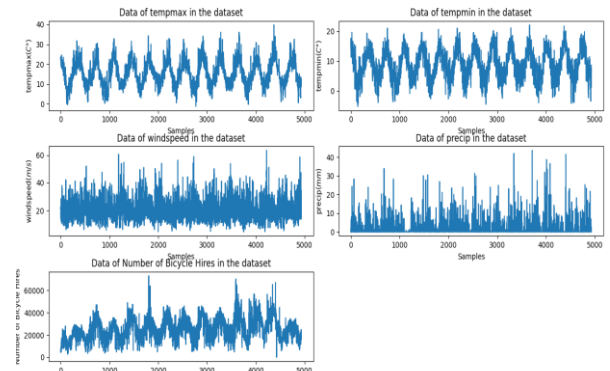 Data of tempmax in the dataset
tempmax(C°)
40
30
20
10
0
0 1000 2000 3000 4000 5000
Samples
Data of tempmin in the dataset
tempmin(C°)
20
10
0
0 1000 2000 3000 4000 5000
Samples
Data of windspeed in the dataset
windspeed(m/s)
60
40
20
0 1000 2000 3000 4000 5000
Samples
Data of precip in the dataset
precip(mm)
40
30
20
10
0
0 1000 2000 3000 4000 5000
Samples
Data of Number of Bicycle Hires in the dataset
Number of Bicycle Hires
60000
40000
20000
0
0 1000 2000 3000 4000 5000